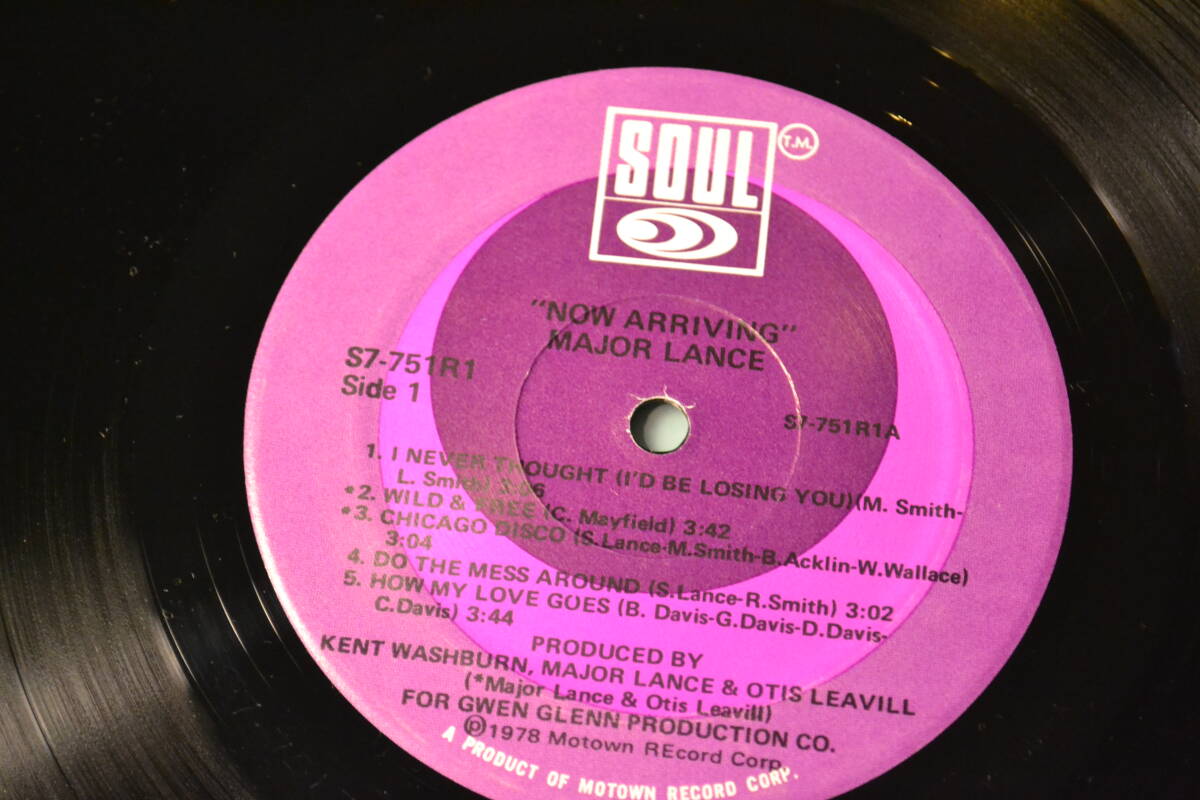 SOUL
T.M.
"NOW ARRIVING"
MAJOR LANCE
S7-751R1
Side 1
S7-751R1A
1. I NEVER THOUGHT (I'D BE LOSING YOU)(M. Smith-
L. Smith)
*2. WILD & FREE (C. Mayfield) 3:42
*3. CHICAGO DISCO (S.Lance-M.Smith-B.Acklin-W.Wallace)
3:04
4. DO THE MESS AROUND (S.Lance-R.Smith) 3:02
5. HOW MY LOVE GOES (B. Davis-G.Davis-D.Davis-
C.Davis) 3:44
PRODUCED BY
KENT WASHBURN, MAJOR LANCE & OTIS LEAVILL
(*Major Lance & Otis Leavill)
FOR GWEN GLENN PRODUCTION CO.
℗1978 Motown REcord Corp.
A PRODUCT OF MOTOWN RECORD CORP.